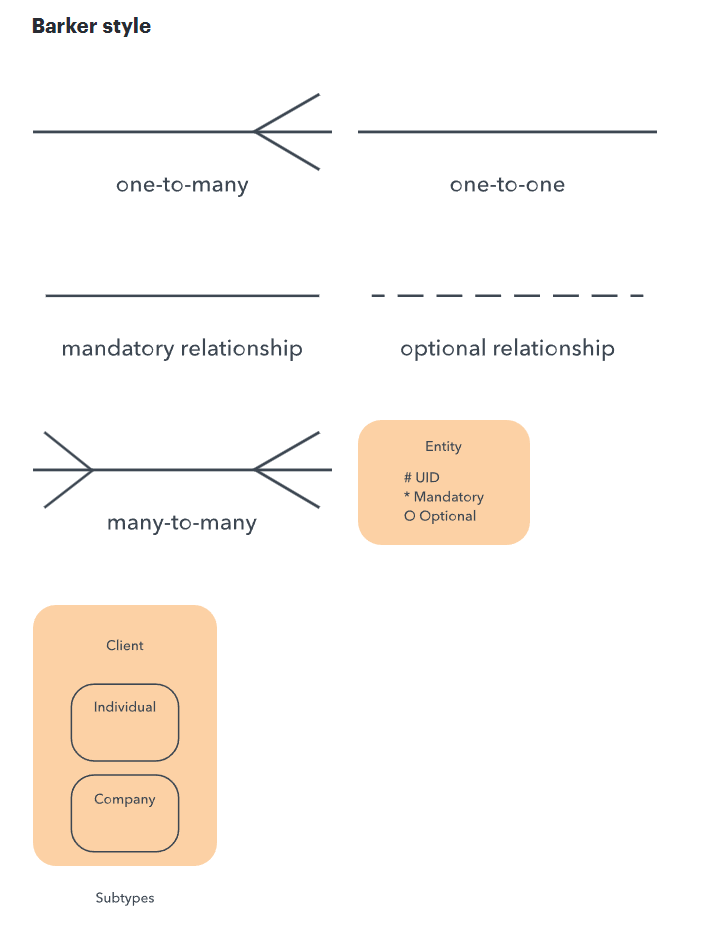 Barker style
one-to-many
one-to-one
mandatory relationship
optional relationship
many-to-many
Entity
# UID
* Mandatory
O Optional
Client
Individual
Company
Subtypes